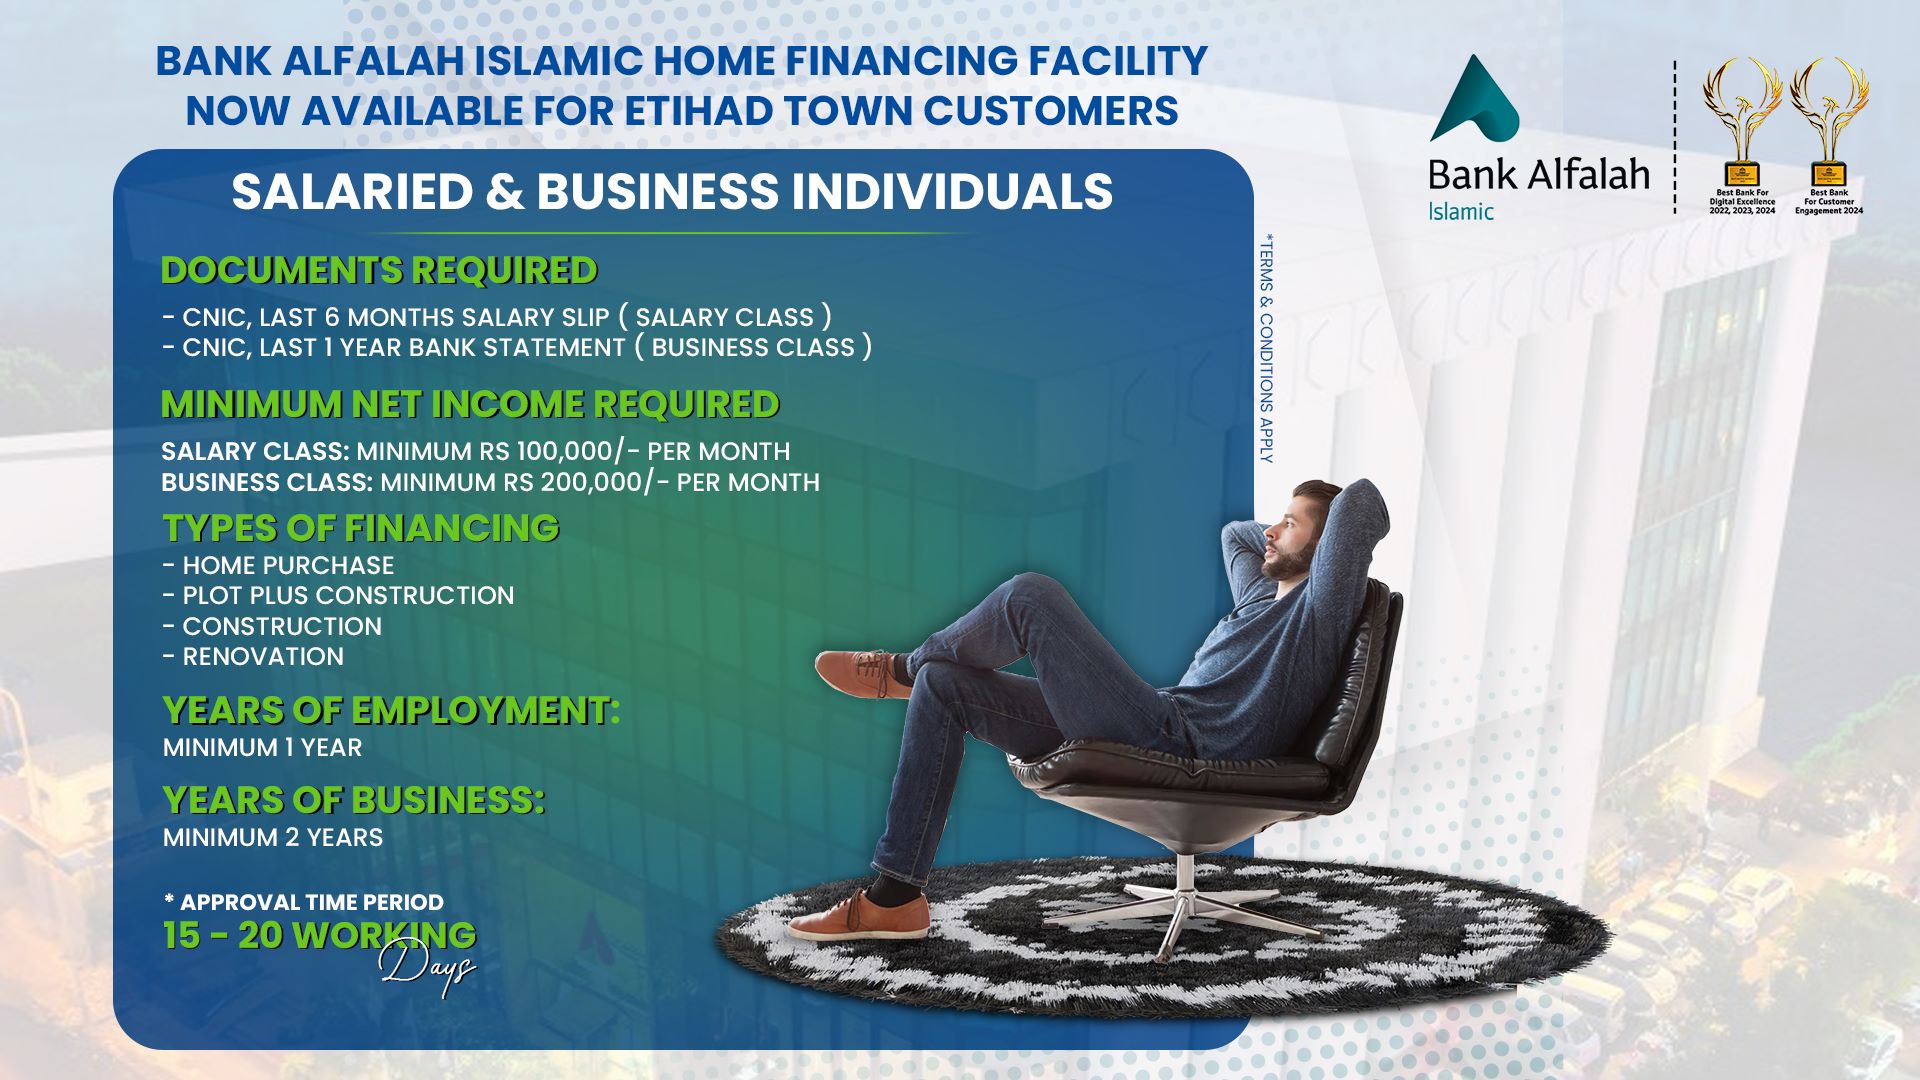 BANK ALFALAH ISLAMIC HOME FINANCING FACILITY
NOW AVAILABLE FOR ETIHAD TOWN CUSTOMERS
SALARIED & BUSINESS INDIVIDUALS
DOCUMENTS REQUIRED
- CNIC, LAST 6 MONTHS SALARY SLIP ( SALARY CLASS )
- CNIC, LAST 1 YEAR BANK STATEMENT ( BUSINESS CLASS )
MINIMUM NET INCOME REQUIRED
SALARY CLASS: MINIMUM RS 100,000/- PER MONTH
BUSINESS CLASS: MINIMUM RS 200,000/- PER MONTH
TYPES OF FINANCING
- HOME PURCHASE
- PLOT PLUS CONSTRUCTION
- CONSTRUCTION
- RENOVATION
YEARS OF EMPLOYMENT:
MINIMUM 1 YEAR
YEARS OF BUSINESS:
MINIMUM 2 YEARS
* APPROVAL TIME PERIOD
15 - 20 WORKING
Days
*TERMS & CONDITIONS APPLY
Bank Alfalah
Islamic
Best Bank For
Digital Excellence
2022, 2023, 2024
Best Bank
For Customer
Engagement 2024